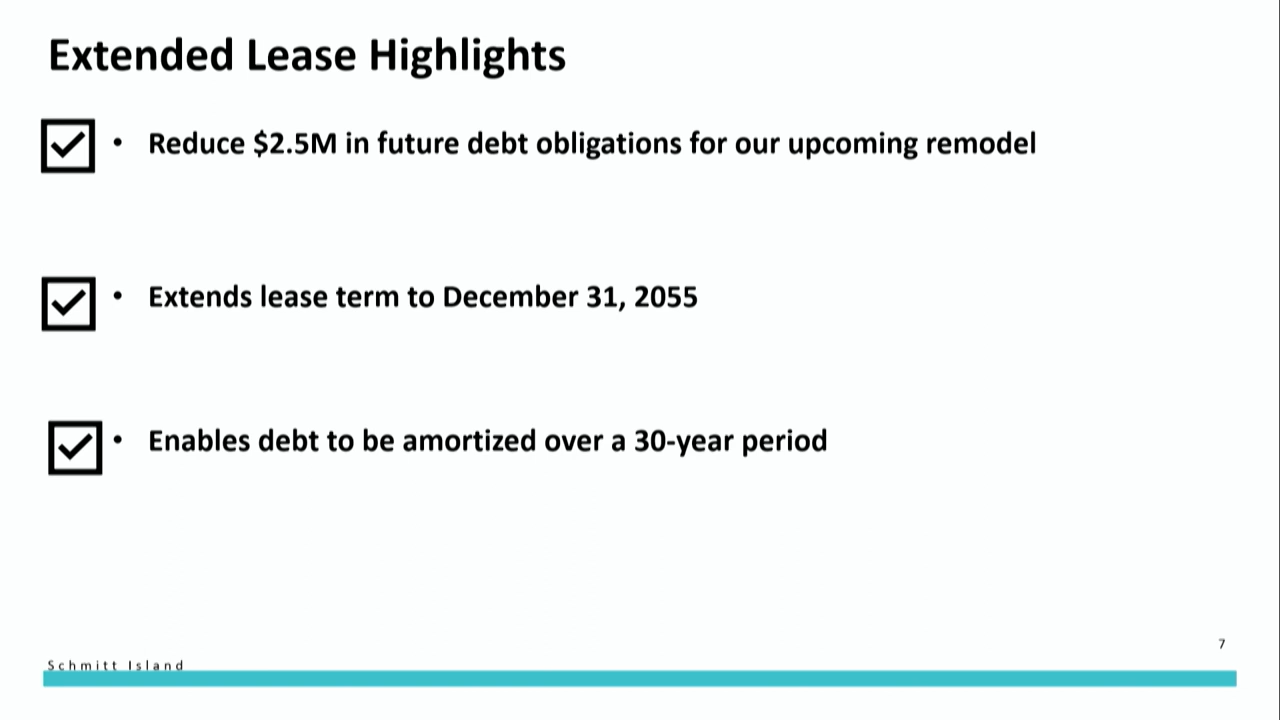 Extended Lease Highlights
• Reduce $2.5M in future debt obligations for our upcoming remodel
• Extends lease term to December 31, 2055
• Enables debt to be amortized over a 30-year period
7
Schmitt Island